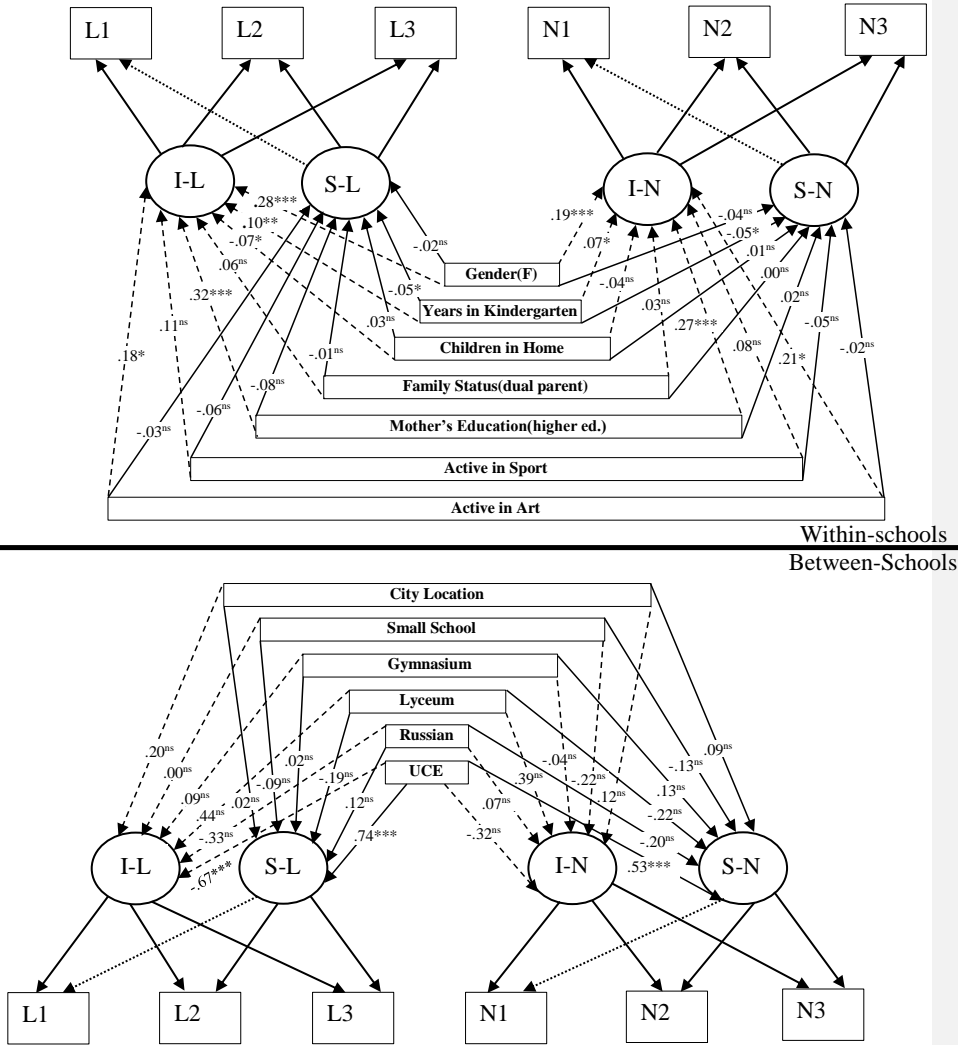 L1 L2 L3 N1 N2 N3
I-L S-L I-N S-N
.28*** .19*** -.04ns
.10** -.05*
-.07* -.02ns .07* .01ns
.06ns Gender(F) .00ns
.32*** -.05* Years in Kindergarten -.04ns .03ns .02ns
.11ns .03ns Children in Home .27*** -.05ns
.18* -.01ns Family Status(dual parent) .08ns .21* -.02ns
-.08ns
-.06ns Mother's Education(higher ed.)
-.03ns
Active in Sport
Active in Art
Within-schools
Between-Schools
City Location
Small School
Gymnasium
Lyceum
Russian
UCE
.20ns .02ns -.04ns .09ns
.00ns -.09ns -.22ns -.13ns
.09ns .02ns -.19ns .39ns .12ns .13ns
.44ns .12ns .07ns -.22ns
-.33ns .74*** -.32ns -.20ns
-.67*** .53***
I-L S-L I-N S-N
L1 L2 L3 N1 N2 N3